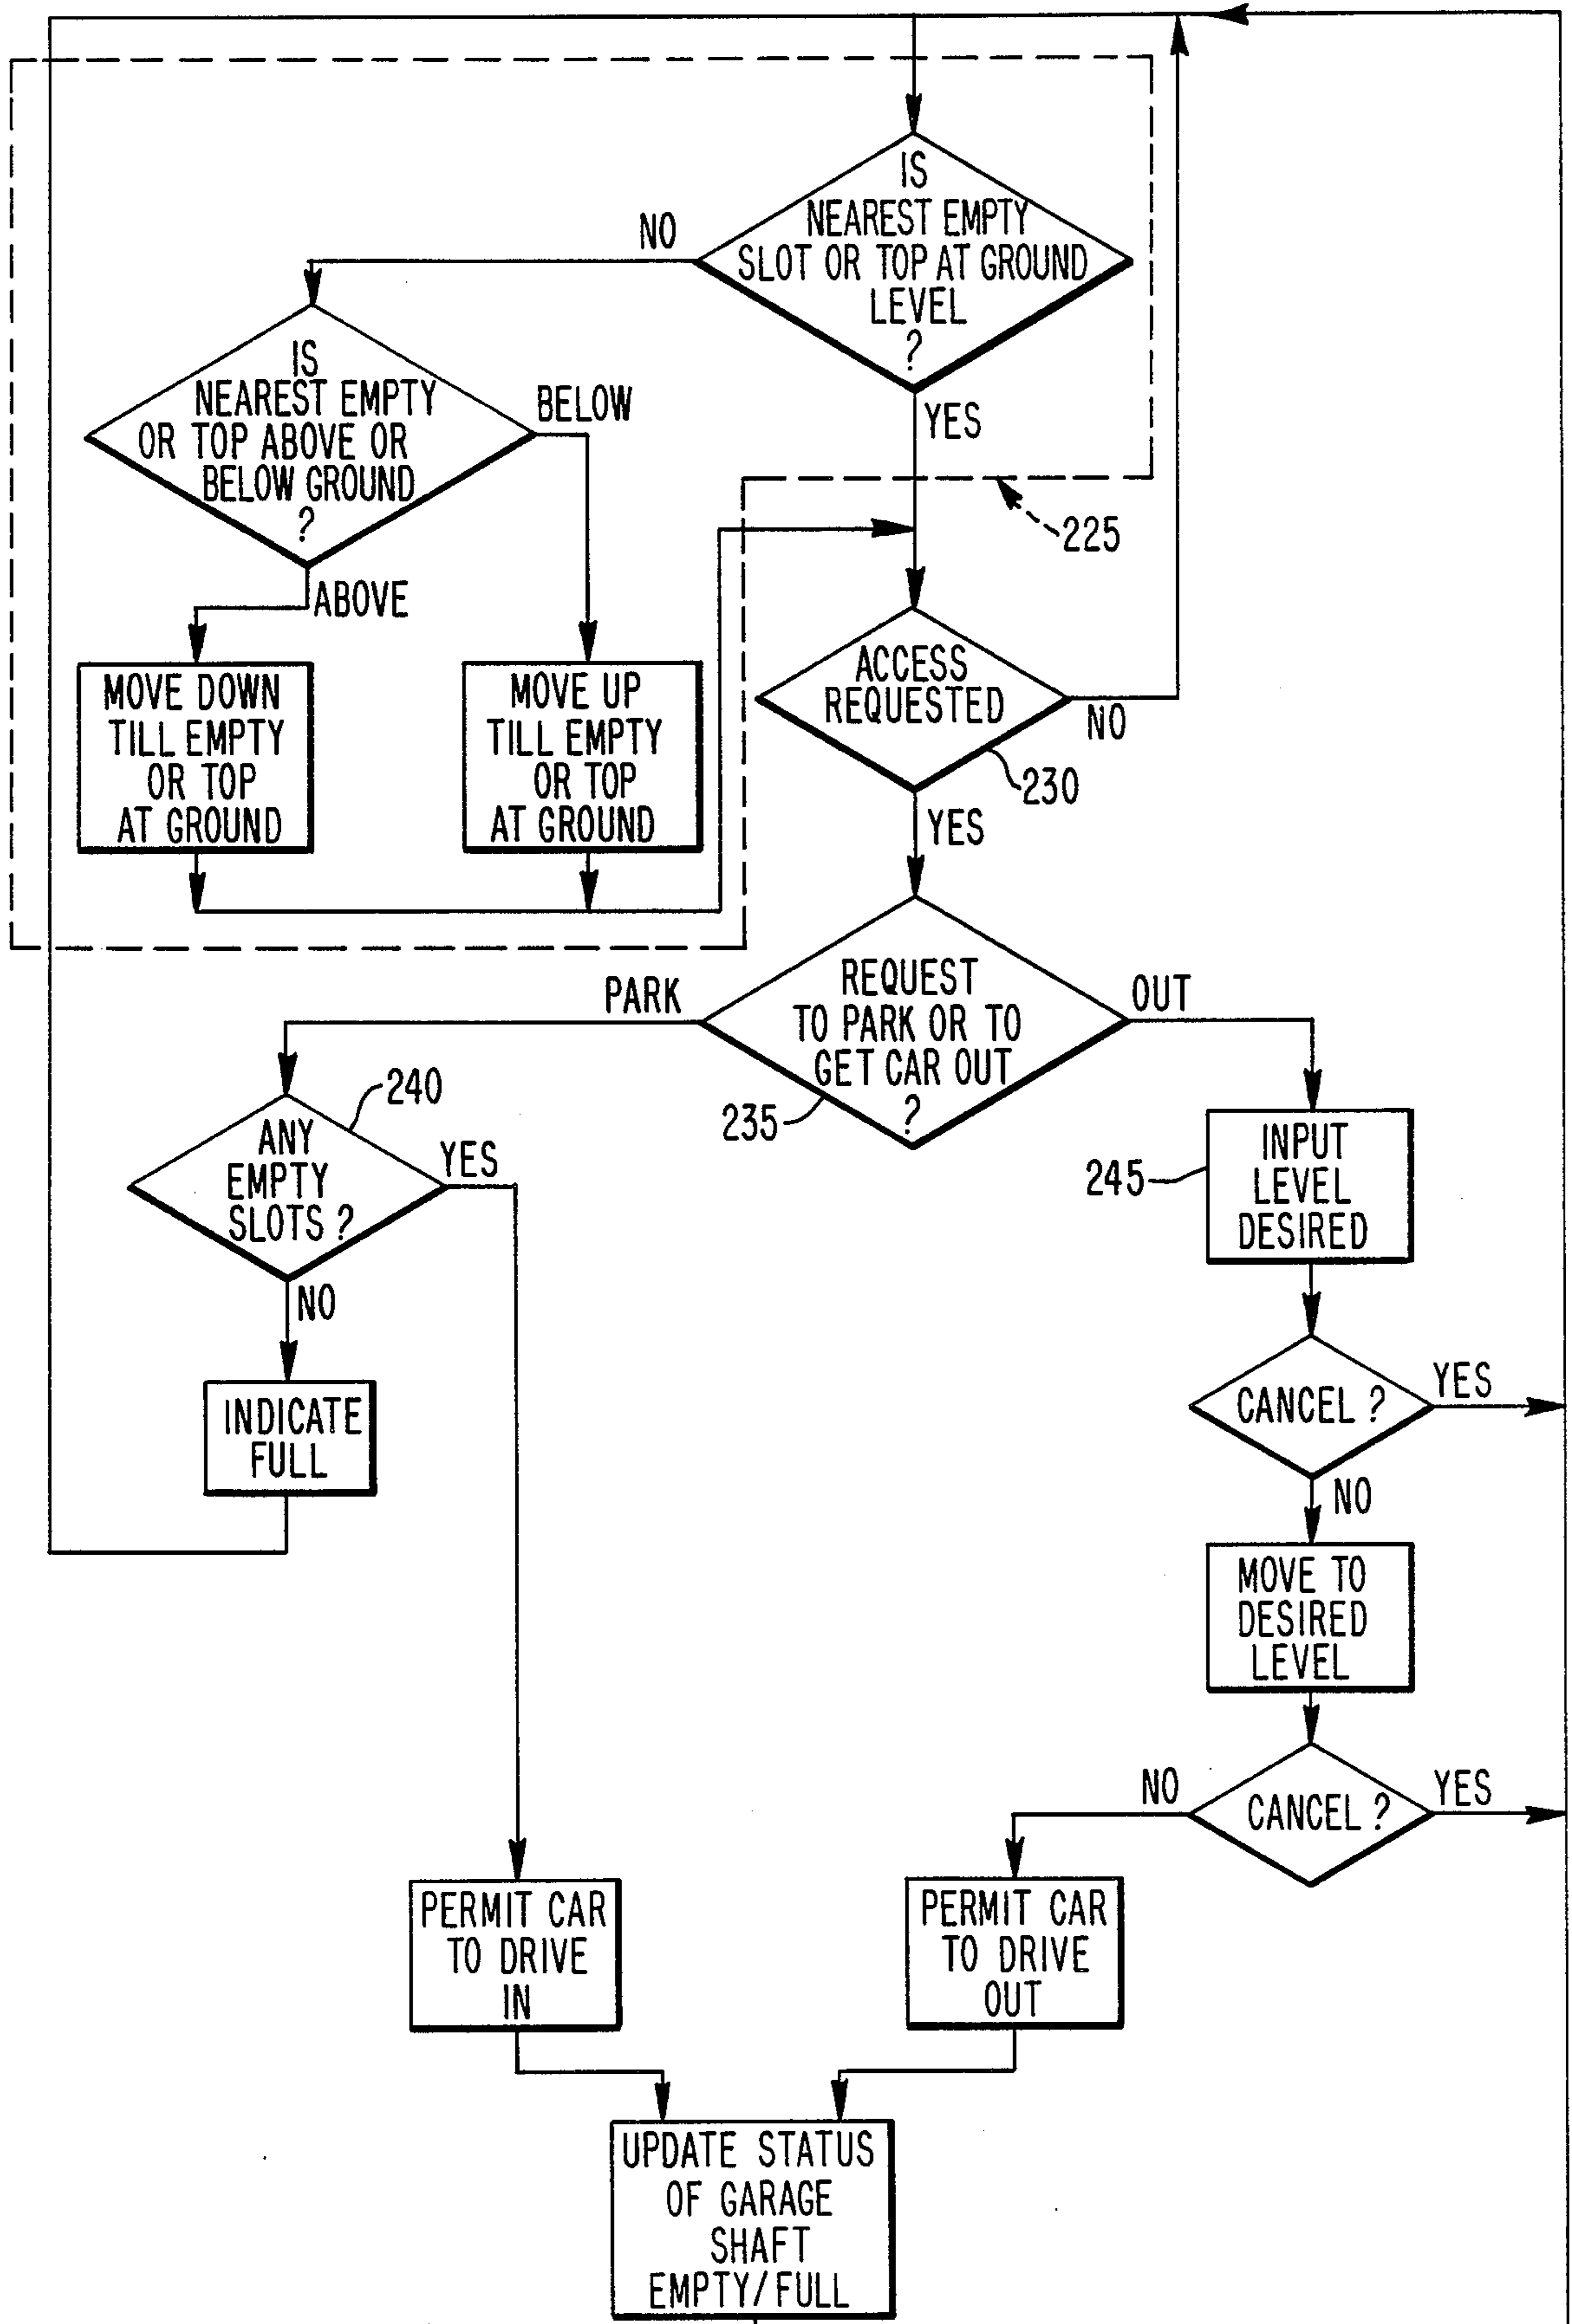 IS
NEAREST EMPTY
SLOT OR TOP AT GROUND
LEVEL
?
NO
YES
IS
NEAREST EMPTY
OR TOP ABOVE OR
BELOW GROUND
?
BELOW
ABOVE
225
MOVE DOWN
TILL EMPTY
OR TOP
AT GROUND
MOVE UP
TILL EMPTY
OR TOP
AT GROUND
ACCESS
REQUESTED
NO
230
YES
REQUEST
TO PARK OR TO
GET CAR OUT
?
PARK
OUT
235
240
ANY
EMPTY
SLOTS ?
YES
NO
INDICATE
FULL
245
INPUT
LEVEL
DESIRED
CANCEL ?
YES
NO
MOVE TO
DESIRED
LEVEL
CANCEL ?
NO
YES
PERMIT CAR
TO DRIVE
IN
PERMIT CAR
TO DRIVE
OUT
UPDATE STATUS
OF GARAGE
SHAFT
EMPTY/FULL